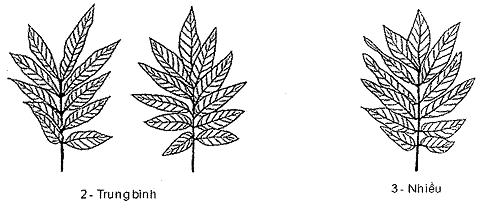 2 - Trung bình
3 - Nhiều